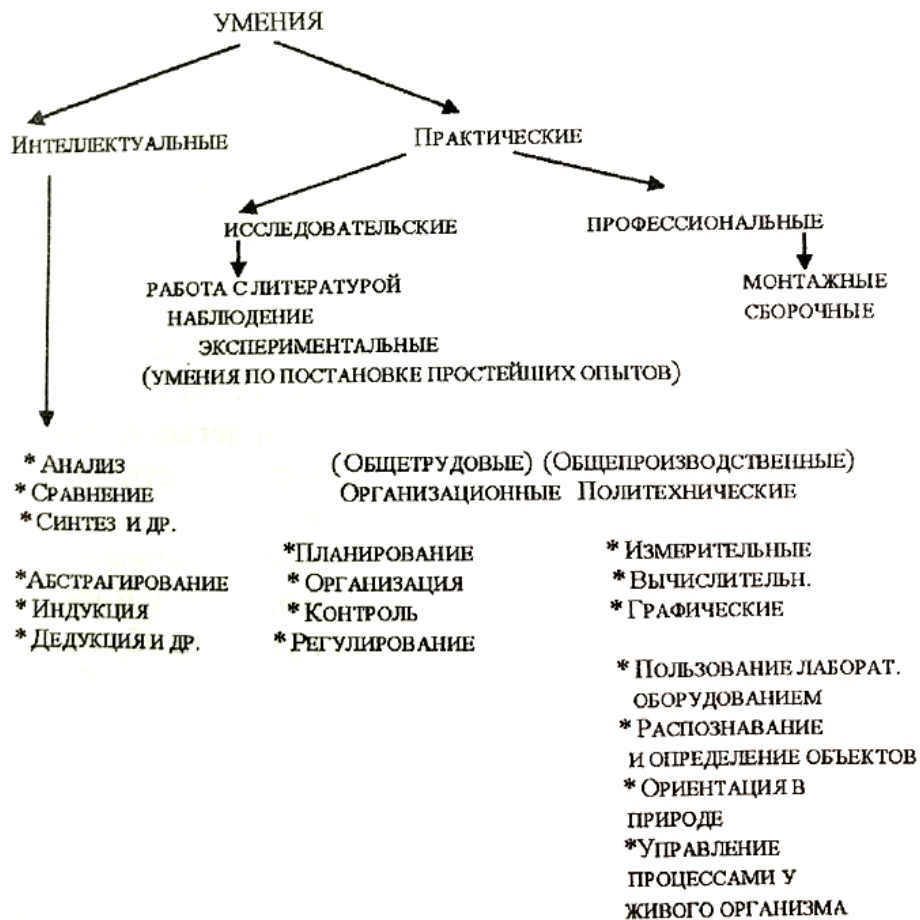 УМЕНИЯ
Интеллектуальные
Практические
исследовательские
профессиональные
работа с литературой
наблюдение
экспериментальные
(умения по постановке простейших опытов)
монтажные
сборочные
* Анализ
* Сравнение
* Синтез и др.
*Абстрагирование
* Индукция
* Дедукция и др.
(Общетрудовые) (Общепроизводственные)
Организационные Политехнические
*Планирование
* Организация
* Контроль
* Регулирование
* Измерительные
* Вычислительн.
* Графические
* Пользование лаборат.
оборудованием
* Распознавание
и определение объектов
* Ориентация в
природе
*Управление
процессами у
живого организма